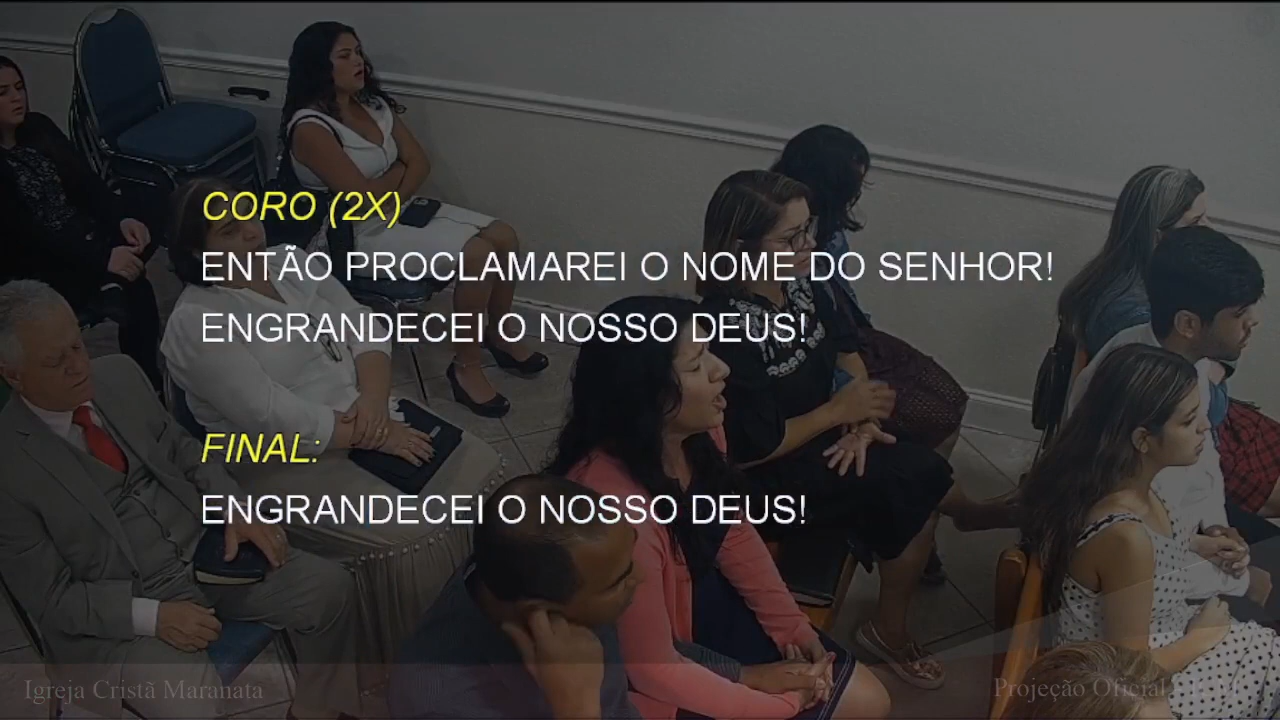 CORO (2X)
ENTÃO PROCLAMAREI O NOME DO SENHOR!
ENGRANDECEI O NOSSO DEUS!
FINAL:
ENGRANDECEI O NOSSO DEUS!
Igreja Cristã Maranata
Projeção Oficial